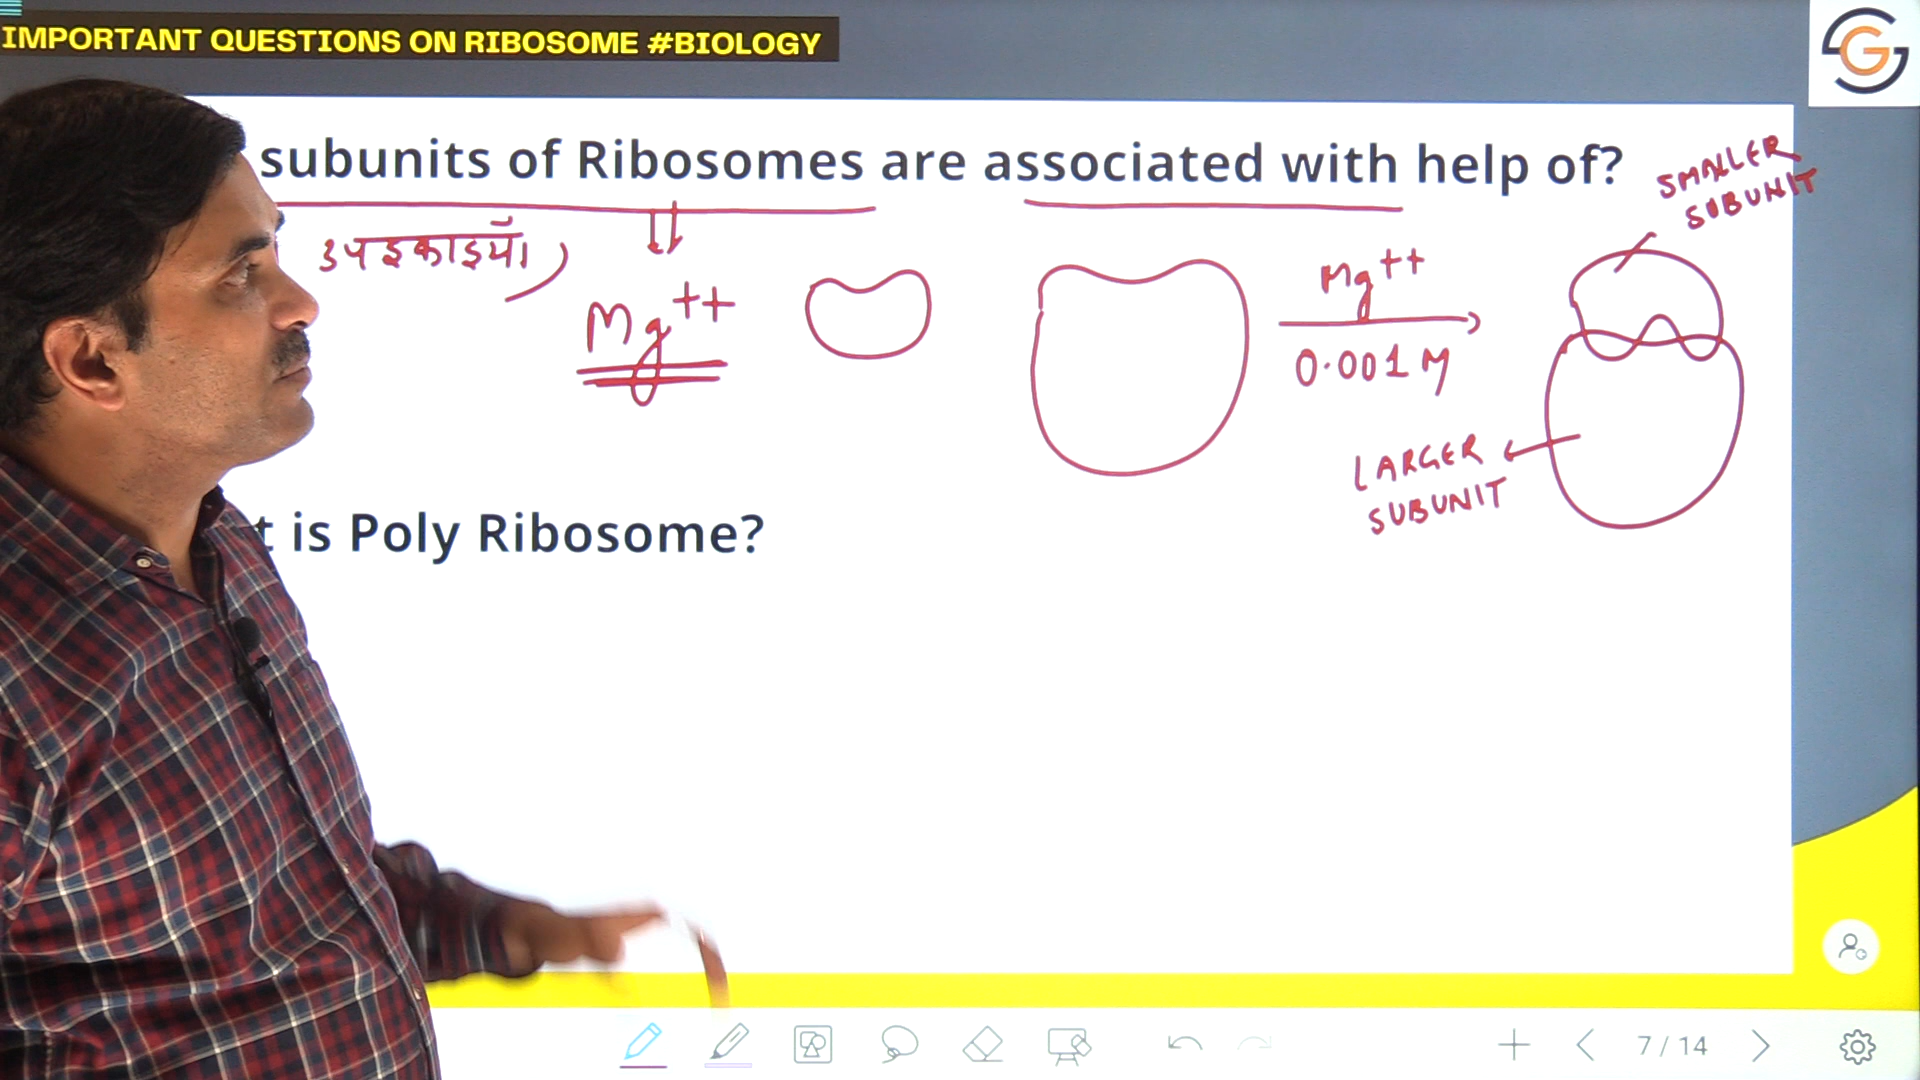 IMPORTANT QUESTIONS ON RIBOSOME #BIOLOGY
subunits of Ribosomes are associated with help of?
SMALLER
SUBUNIT
उपइकाइयाँ
Mg++
Mg++
0.001 M
LARGER
SUBUNIT
t is Poly Ribosome?
7 / 14